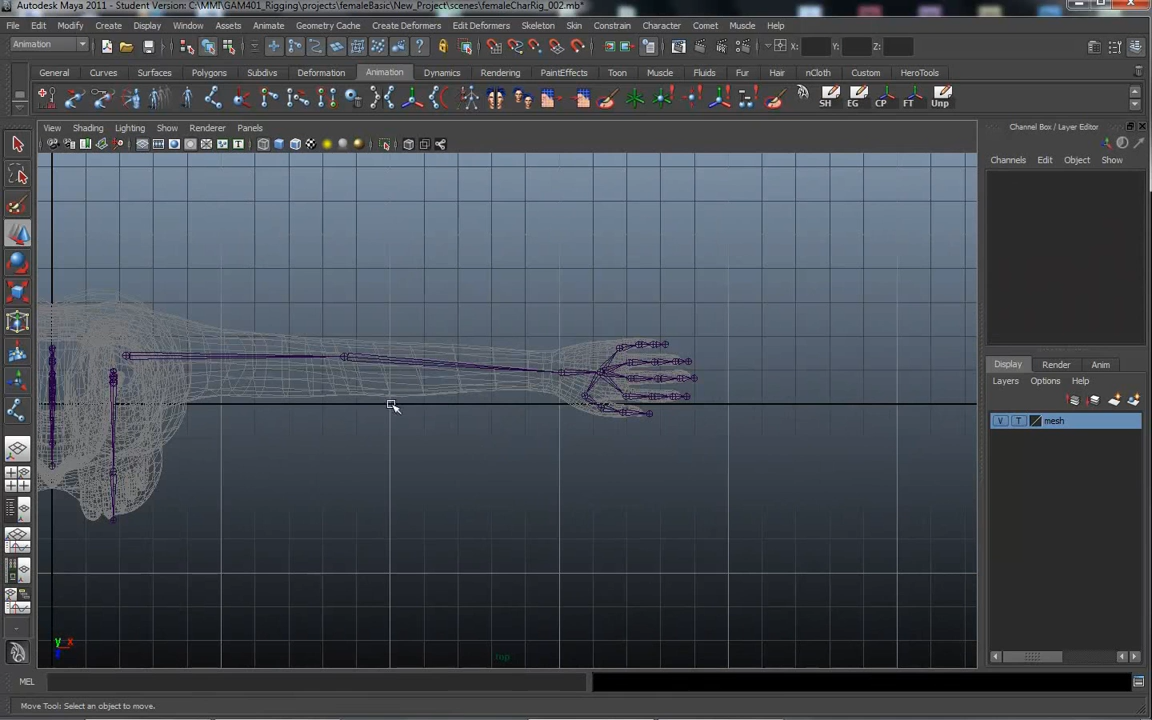 Autodesk Maya 2011 - Student Version: C:\MMI\GAM401_Rigging\projects\femaleBasic\New_Project\scenes\femaleCharRig_002.mb*
File Edit Modify Create Display Window Assets Animate Geometry Cache Create Deformers Edit Deformers Skeleton Skin Constrain Character Comet Muscle Help
Animation X: Y: Z:
General Curves Surfaces Polygons Subdivs Deformation Animation Dynamics Rendering PaintEffects Toon Muscle Fluids Fur Hair nCloth Custom HeroTools
SH EG CP FT Unp
View Shading Lighting Show Renderer Panels
Channel Box / Layer Editor
Channels Edit Object Show
Display Render Anim
Layers Options Help
V T mesh
y x
top
MEL
Move Tool: Select an object to move.